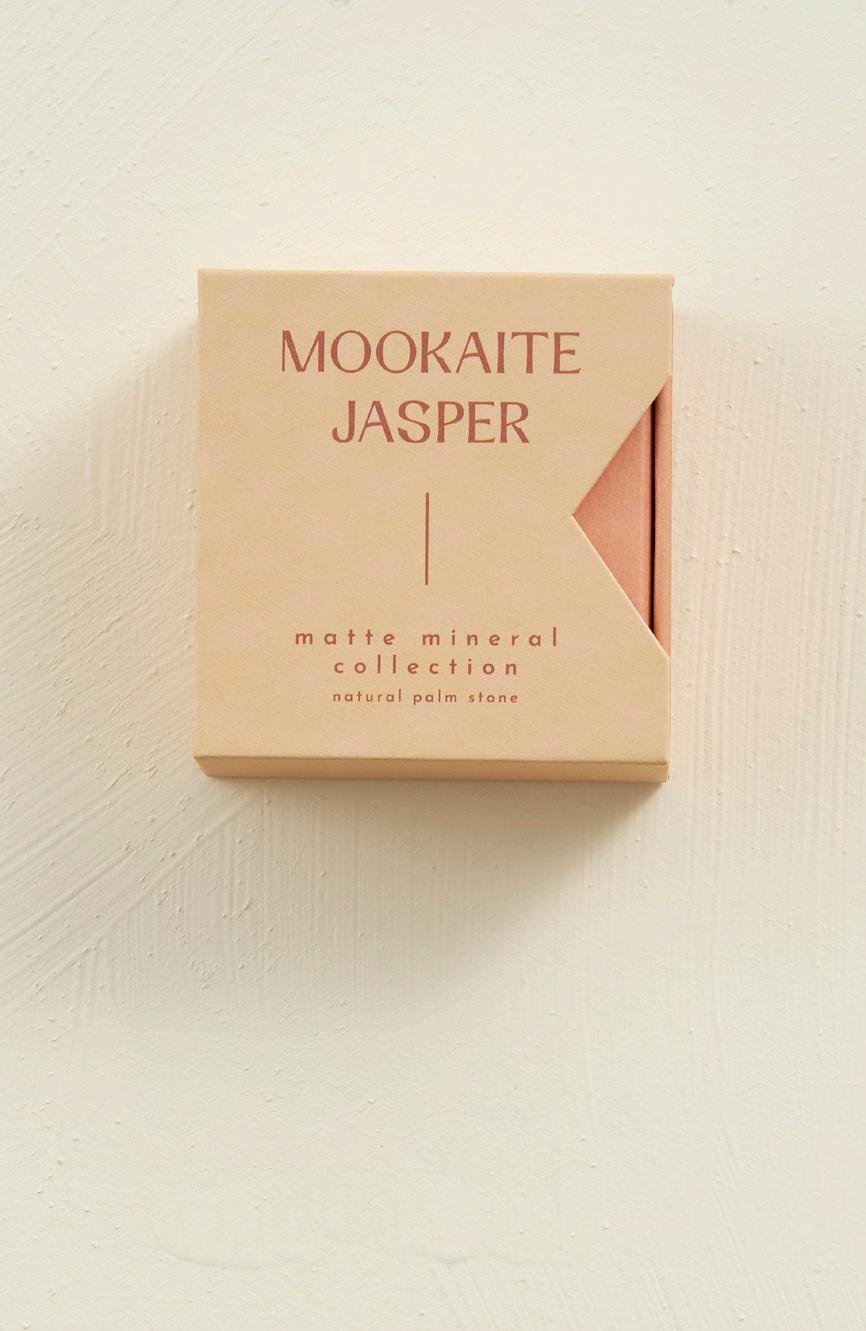 MOOKAITE
JASPER
matte mineral
collection
natural palm stone